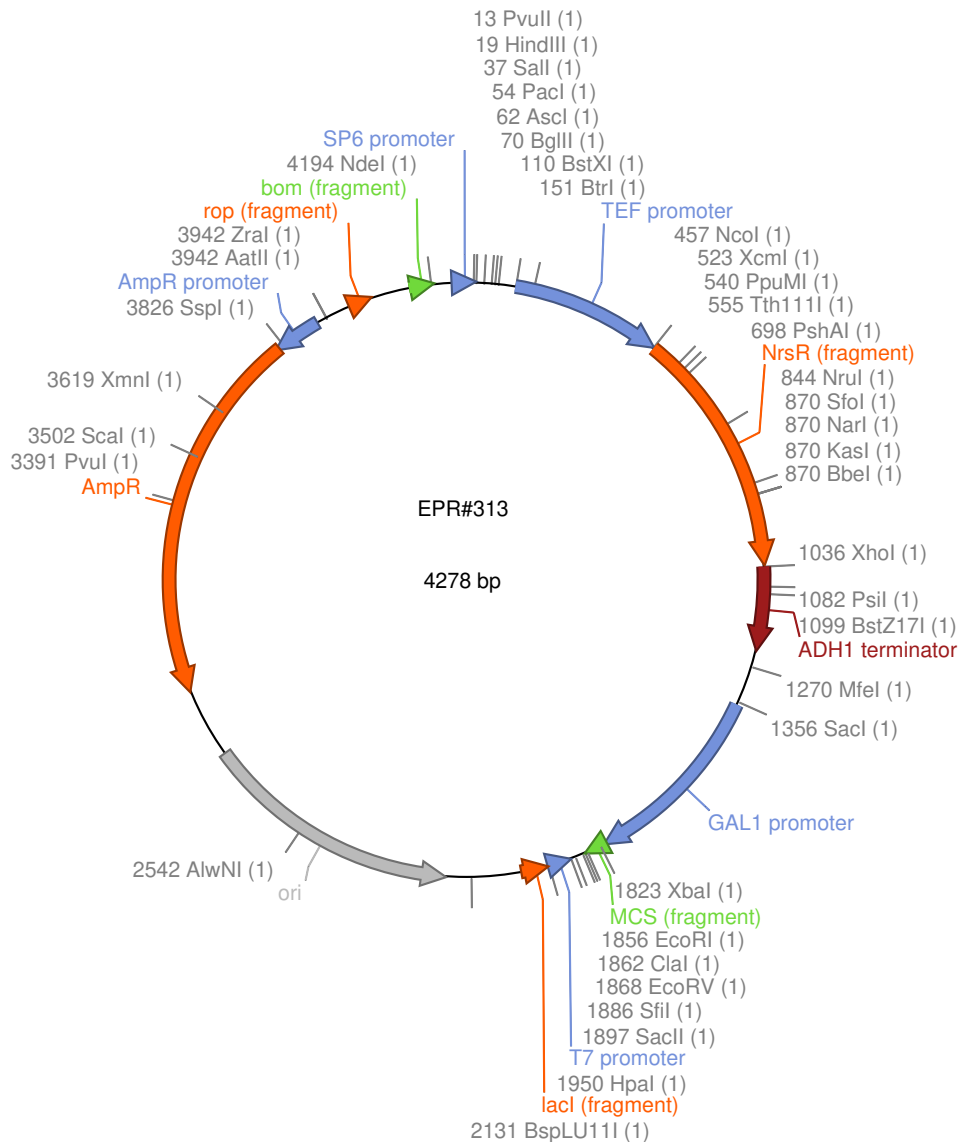 13 PvuII (1)
19 HindIII (1)
37 SalI (1)
54 PacI (1)
62 AscI (1)
70 BglII (1)
110 BstXI (1)
151 BtrI (1)
TEF promoter
457 NcoI (1)
523 XcmI (1)
540 PpuMI (1)
555 Tth111I (1)
698 PshAI (1)
NrsR (fragment)
844 NruI (1)
870 SfoI (1)
870 NarI (1)
870 KasI (1)
870 BbeI (1)
1036 XhoI (1)
1082 PsiI (1)
1099 BstZ17I (1)
ADH1 terminator
1270 MfeI (1)
1356 SacI (1)
GAL1 promoter
1823 XbaI (1)
MCS (fragment)
1856 EcoRI (1)
1862 ClaI (1)
1868 EcoRV (1)
1886 SfiI (1)
1897 SacII (1)
T7 promoter
1950 HpaI (1)
lacI (fragment)
2131 BspLU11I (1)
ori
2542 AlwNI (1)
AmpR
3391 PvuI (1)
3502 ScaI (1)
3619 XmnI (1)
3826 SspI (1)
AmpR promoter
3942 AatII (1)
3942 ZraI (1)
rop (fragment)
bom (fragment)
4194 NdeI (1)
SP6 promoter
EPR#313
4278 bp